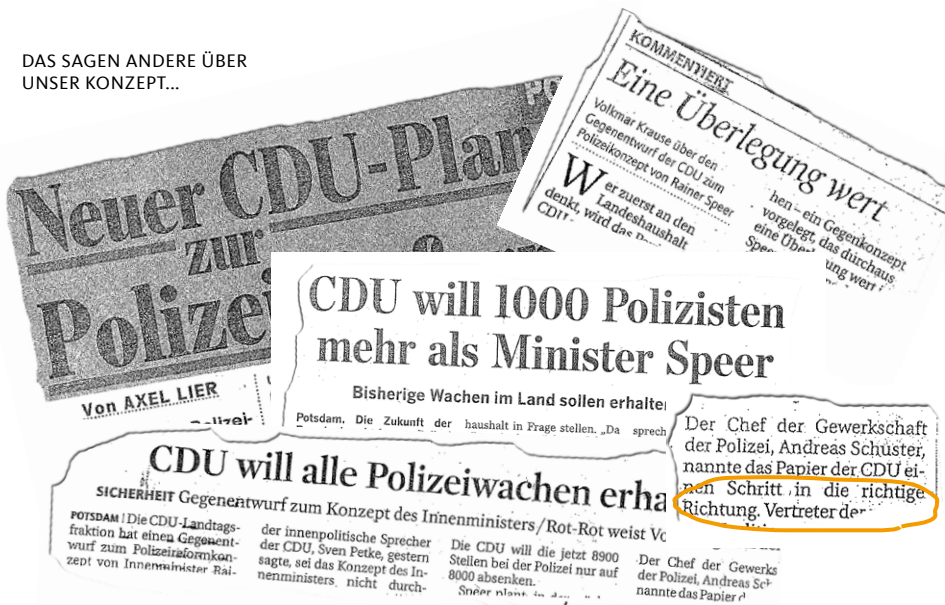 DAS SAGEN ANDERE ÜBER
UNSER KONZEPT...
Neuer CDU-Plan
zur
Von AXEL LIER
KOMMENTIERT
Eine Überlegung wert
Volkmar Krause über den
Gegenentwurf der CDU zum
Polizeikonzept von Rainer Speer
Wer zuerst an den
Landeshaushalt
denkt, wird das
hen – ein Gegenkonzept
vorgelegt, das durchaus
eine
CDU will 1000 Polizisten
mehr als Minister Speer
Bisherige Wachen im Land sollen
Potsdam. Die Zukunft der
haushalt in Frage stellen. „Da
CDU will alle Polizeiwachen
SICHERHEIT Gegenentwurf zum Konzept des Innenministers/Rot-Rot weist
POTSDAM | Die CDU-Landtags-
fraktion hat einen Gegenent-
wurf zum Polizeireformkon-
zept von Innenminister Rai-
der innenpolitische Sprecher
der CDU, Sven Petke, gestern
sagte, sei das Konzept des In-
nenministers nicht durch-
Die CDU will die jetzt 8900
Stellen bei der Polizei nur auf
8000 absenken.
Speer plant
Der Chef der Gewerks
der Polizei, Andreas Sch
nannte das Papier d
Der Chef der Gewerkschaft
der Polizei, Andreas Schuster,
nannte das Papier der CDU ei-
nen Schritt in die richtige
Richtung. Vertreter der